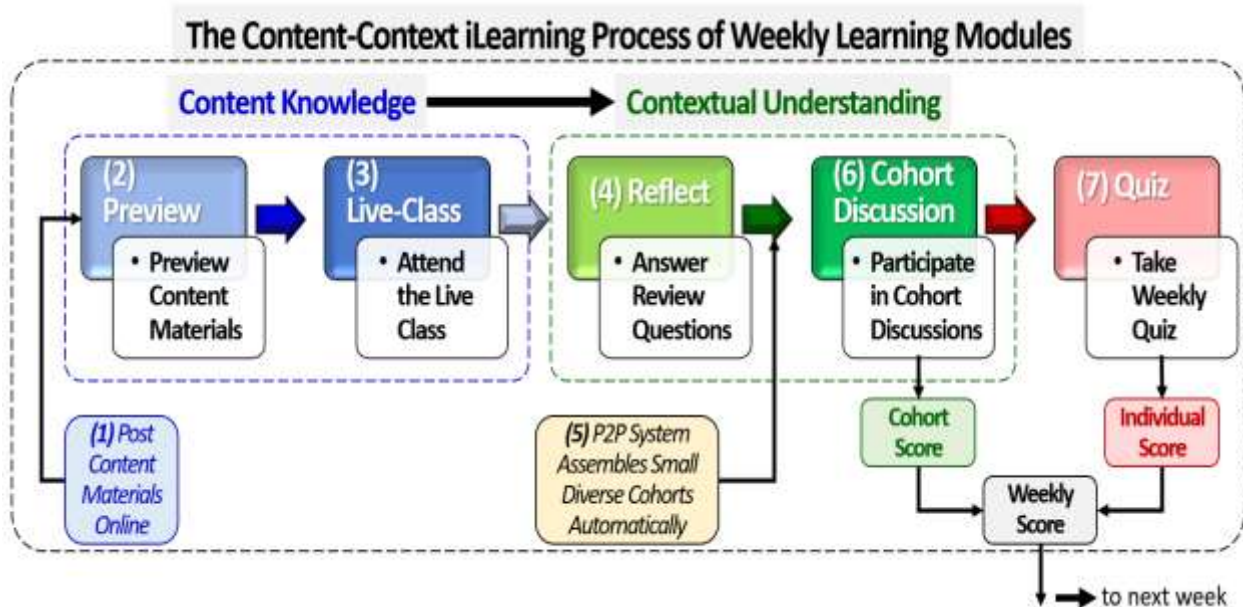 The Content-Context iLearning Process of Weekly Learning Modules
Content Knowledge
Contextual Understanding
(2)
Preview
• Preview
Content
Materials
(3)
Live-Class
• Attend
the Live
Class
(4) Reflect
• Answer
Review
Questions
(6) Cohort
Discussion
• Participate
in Cohort
Discussions
(7) Quiz
• Take
Weekly
Quiz
(1) Post
Content
Materials
Online
(5) P2P System
Assembles Small
Diverse Cohorts
Automatically
Cohort
Score
Individual
Score
Weekly
Score
to next week